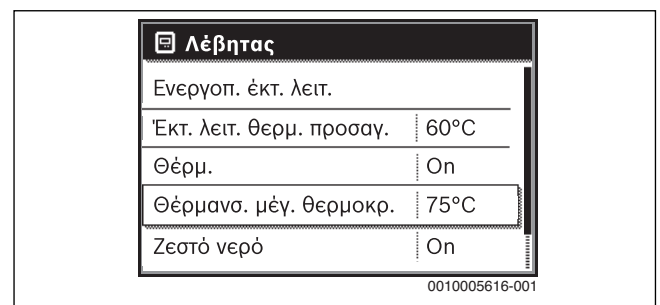 Λέβητας
Ενεργοπ. έκτ. λειτ.
Έκτ. λειτ. θερμ. προσαγ. 60°C
Θέρμ. On
Θέρμανσ. μέγ. θερμοκρ. 75°C
Ζεστό νερό On
0010005616-001